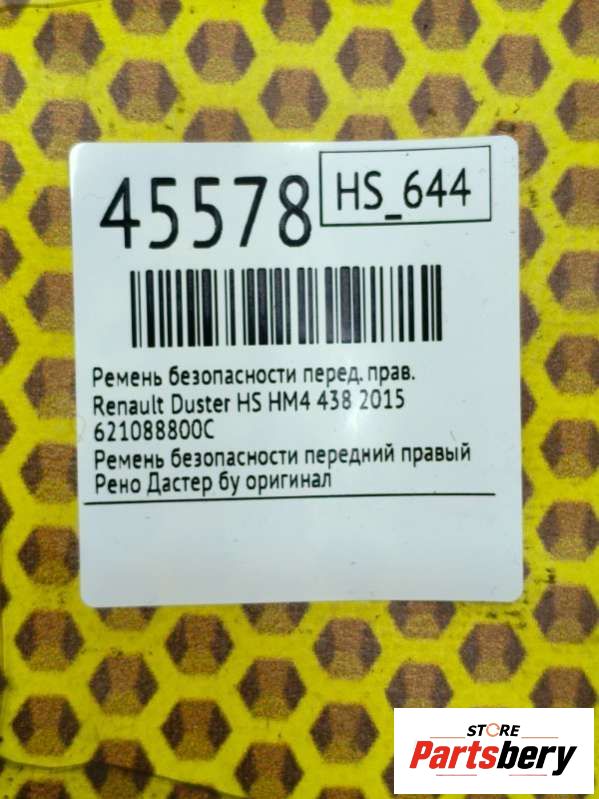 45578
HS_644
Ремень безопасности перед. прав.
Renault Duster HS HM4 438 2015
621088800C
Ремень безопасности передний правый
Рено Дастер бу оригинал
STORE
Partsbery